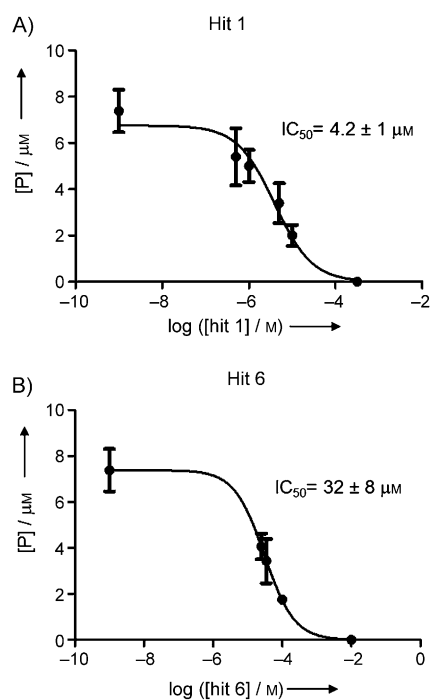 A)
Hit 1
10
8
6
4
2
0
[P] / μM
IC50= 4.2 ± 1 μM
−10 −8 −6 −4 −2
log ([hit 1] / M)
B)
Hit 6
10
8
6
4
2
0
[P] / μM
IC50= 32 ± 8 μM
−10 −8 −6 −4 −2 0
log ([hit 6] / M)